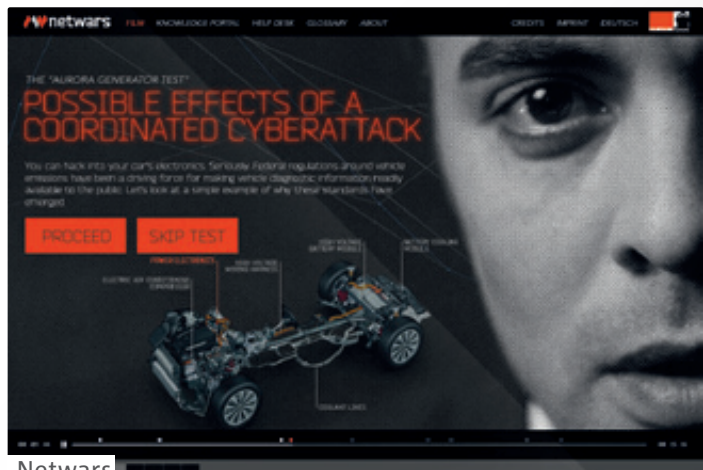 netwars FILM KNOWLEDGE PORTAL HELP DESK GLOSSARY ABOUT CREDITS IMPRINT DEUTSCH
THE "AURORA GENERATOR TEST"
POSSIBLE EFFECTS OF A
COORDINATED CYBERATTACK
You can hack into your car's electronics. Seriously. Federal regulations around vehicle
emissions have been a driving force for making vehicle diagnostic information readily
available to the public. Let's look at a simple example of why these standards have
emerged
PROCEED SKIP TEST
HIGH VOLTAGE
BATTERY MODULE
BATTERY COOLING
MODULE
POWER ELECTRONICS
HIGH VOLTAGE
WIRING HARNESS
ELECTRIC AIR CONDITIONING
COMPRESSOR
COOLANT LINES
Netwars